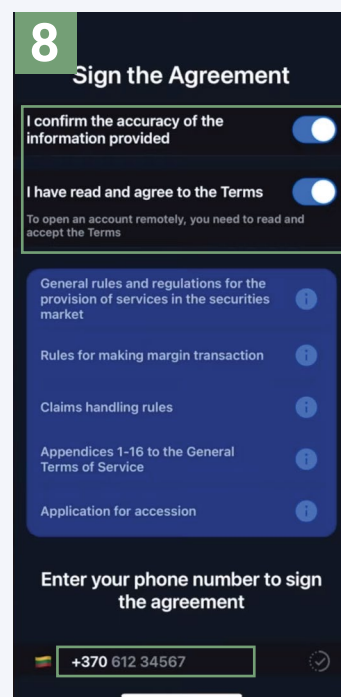 8
Sign the Agreement
I confirm the accuracy of the
information provided
I have read and agree to the Terms
To open an account remotely, you need to read and
accept the Terms
General rules and regulations for the
provision of services in the securities
market
Rules for making margin transaction
Claims handling rules
Appendices 1-16 to the General
Terms of Service
Application for accession
Enter your phone number to sign
the agreement
+370 612 34567